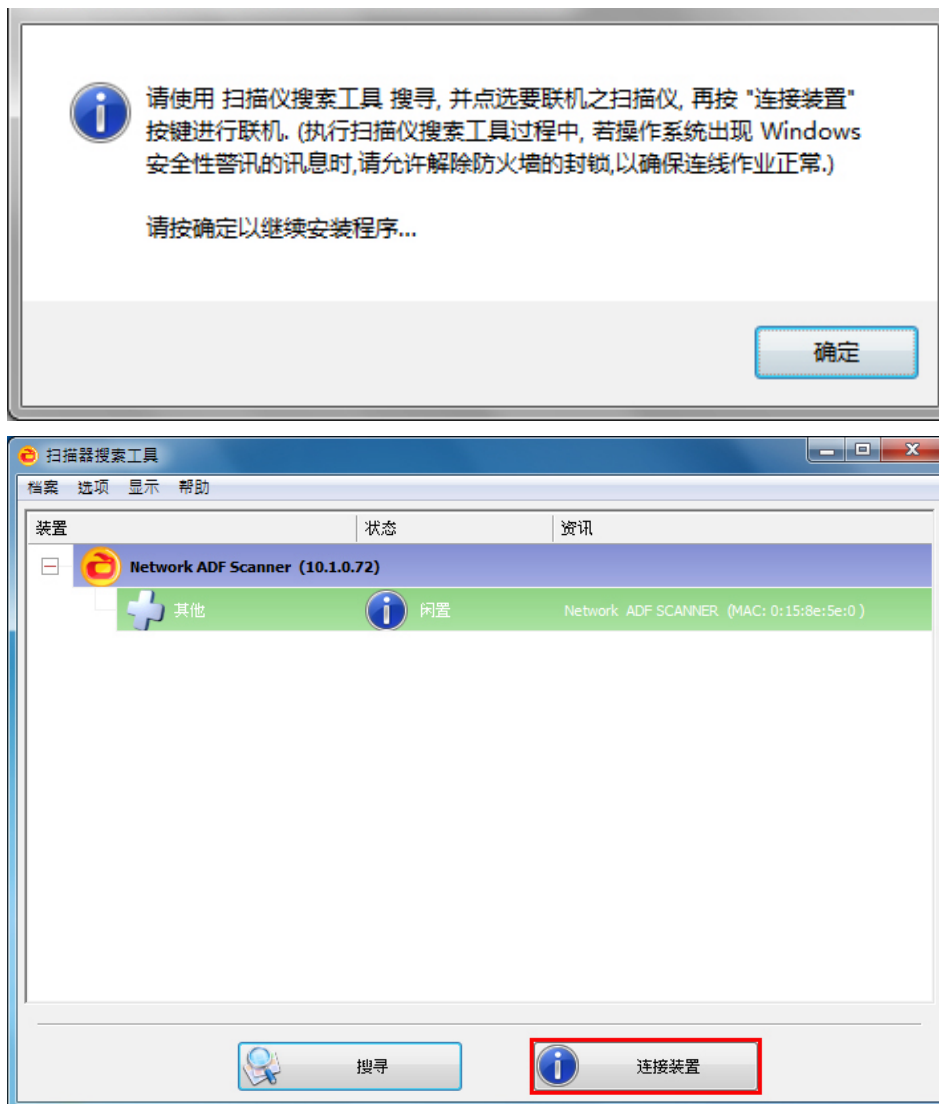 请使用 扫描仪搜索工具 搜寻, 并点选要联机之扫描仪, 再按 "连接装置"
按键进行联机. (执行扫描仪搜索工具过程中, 若操作系统出现 Windows
安全性警讯的讯息时,请允许解除防火墙的封锁,以确保连线作业正常.)
请按确定以继续安装程序...
确定
扫描器搜索工具
档案 选项 显示 帮助
装置 状态 资讯
Network ADF Scanner (10.1.0.72)
其他 闲置 Network ADF SCANNER (MAC: 0:15:8e:5e:0 )
搜寻 连接装置